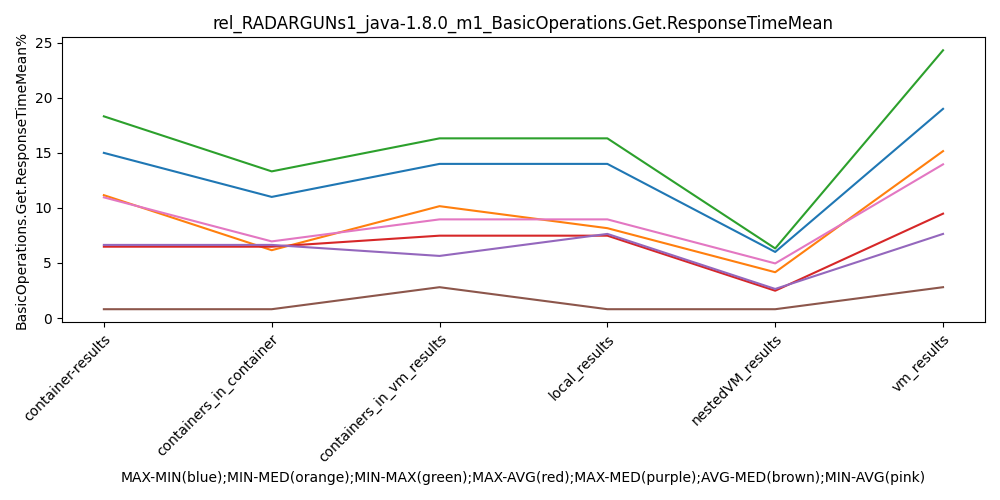 rel_RADARGUNs1_java-1.8.0_m1_BasicOperations.Get.ResponseTimeMean
BasicOperations.Get.ResponseTimeMean%
25
20
15
10
5
0
container-results
containers_in_container
containers_in_vm_results
local_results
nestedVM_results
vm_results
MAX-MIN(blue);MIN-MED(orange);MIN-MAX(green);MAX-AVG(red);MAX-MED(purple);AVG-MED(brown);MIN-AVG(pink)